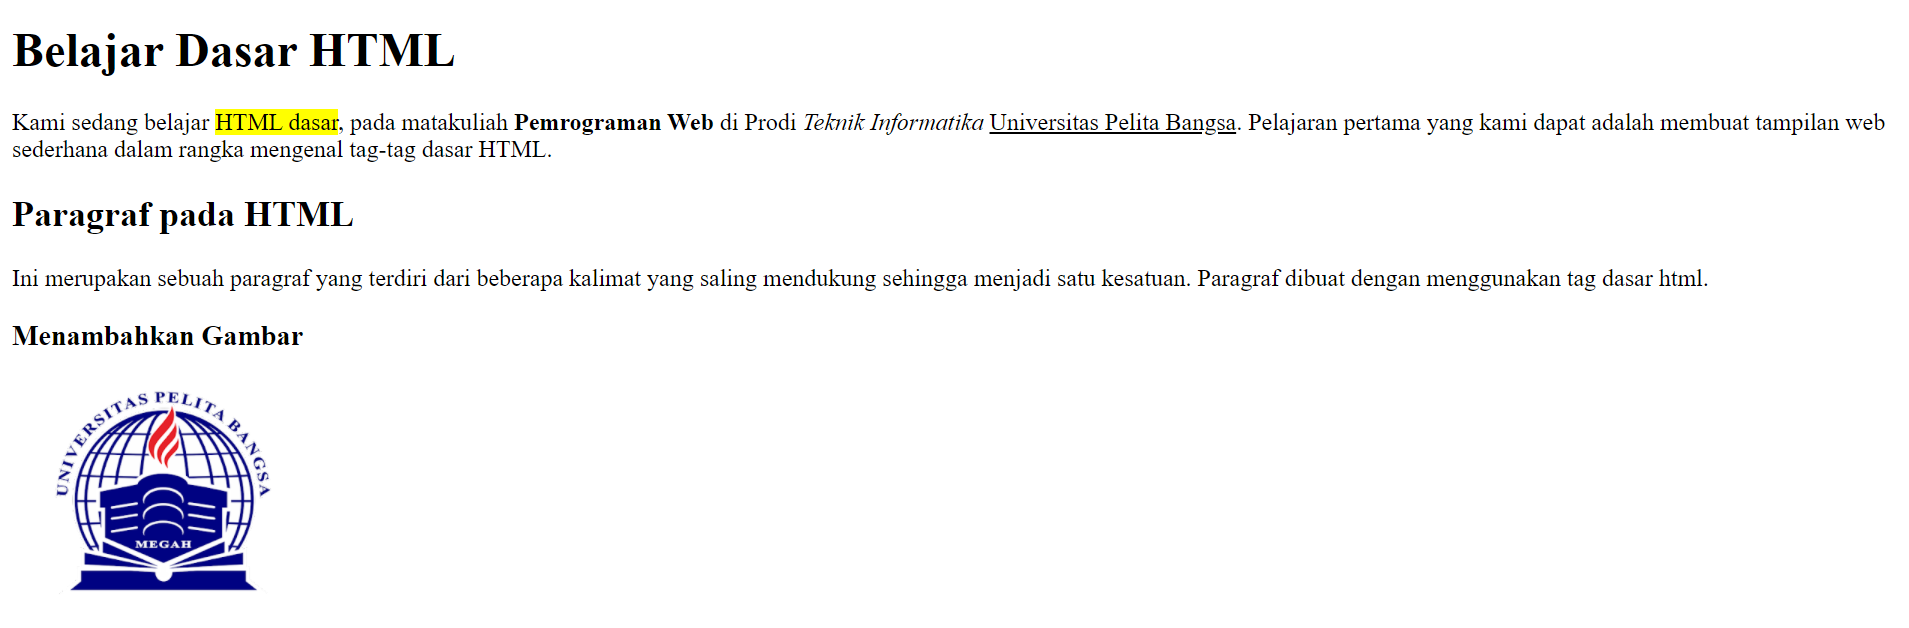 Belajar Dasar HTML
Kami sedang belajar HTML dasar, pada matakuliah Pemrograman Web di Prodi Teknik Informatika Universitas Pelita Bangsa. Pelajaran pertama yang kami dapat adalah membuat tampilan web
sederhana dalam rangka mengenal tag-tag dasar HTML.
Paragraf pada HTML
Ini merupakan sebuah paragraf yang terdiri dari beberapa kalimat yang saling mendukung sehingga menjadi satu kesatuan. Paragraf dibuat dengan menggunakan tag dasar html.
Menambahkan Gambar
UNIVERSITAS PELITA BANGSA
MEGAH